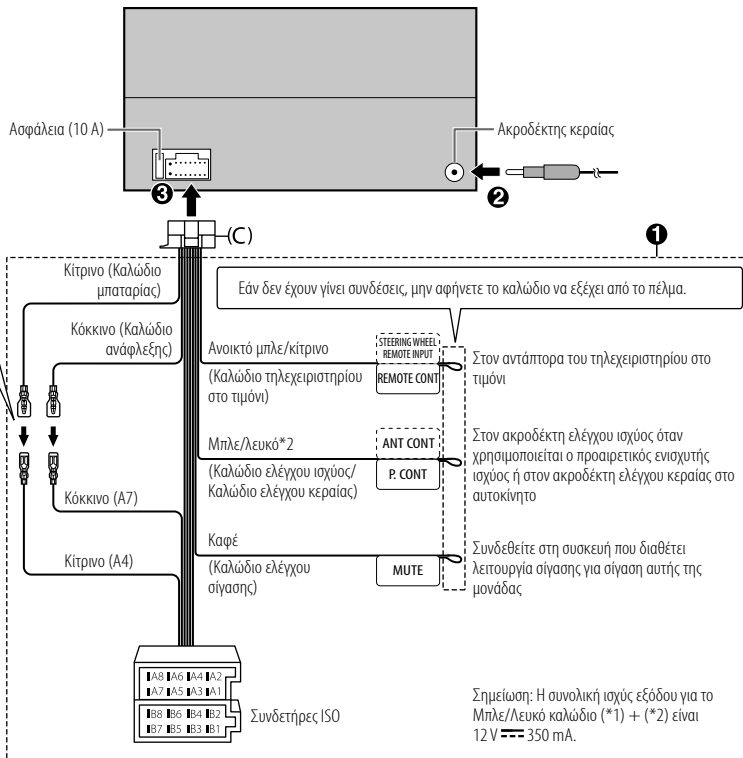 Ασφάλεια (10 A)
Ακροδέκτης κεραίας
❸
❷
(C)
❶
Κίτρινο (Καλώδιο
μπαταρίας)
Εάν δεν έχουν γίνει συνδέσεις, μην αφήνετε το καλώδιο να εξέχει από το πέλμα.
Κόκκινο (Καλώδιο
ανάφλεξης)
Ανοικτό μπλε/κίτρινο
(Καλώδιο τηλεχειριστηρίου
στο τιμόνι)
STEERING WHEEL
REMOTE INPUT
REMOTE CONT
Στον αντάπτορα του τηλεχειριστηρίου στο
τιμόνι
Μπλε/λευκό*2
(Καλώδιο ελέγχου ισχύος/
Καλώδιο ελέγχου κεραίας)
ANT CONT
P. CONT
Στον ακροδέκτη ελέγχου ισχύος όταν
χρησιμοποιείται ο προαιρετικός ενισχυτής
ισχύος ή στον ακροδέκτη ελέγχου κεραίας στο
αυτοκίνητο
Κόκκινο (A7)
Κίτρινο (A4)
Καφέ
(Καλώδιο ελέγχου
σίγασης)
MUTE
Συνδεθείτε στη συσκευή που διαθέτει
λειτουργία σίγασης για σίγαση αυτής της
μονάδας
A8 A6 A4 A2
A7 A5 A3 A1
B8 B6 B4 B2
B7 B5 B3 B1
Συνδετήρες ISO
Σημείωση: Η συνολική ισχύς εξόδου για το
Μπλε/Λευκό καλώδιο (*1) + (*2) είναι
12 V ⎓ 350 mA.